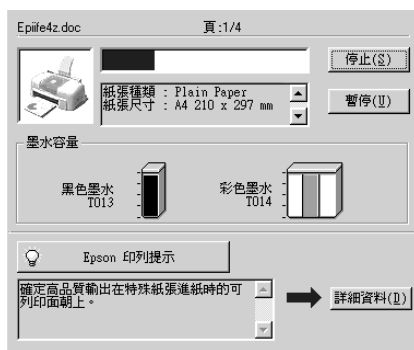 Epiife4z.doc
頁:1/4
停止(S)
紙張種類 : Plain Paper
紙張尺寸 : A4 210 x 297 mm
暫停(U)
墨水容量
黑色墨水
T013
彩色墨水
T014
Epson 印列提示
確定高品質輸出在特殊紙張進紙時的可
列印面朝上。
詳細資料(D)